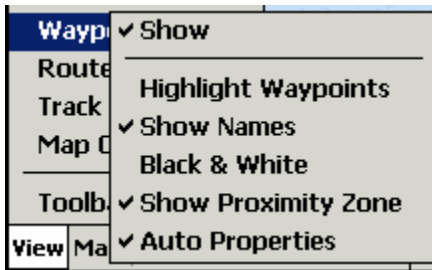 Wayp
Show
Route
Highlight Waypoints
Track
Show Names
Map
Black & White
Toolb
Show Proximity Zone
View Ma
Auto Properties